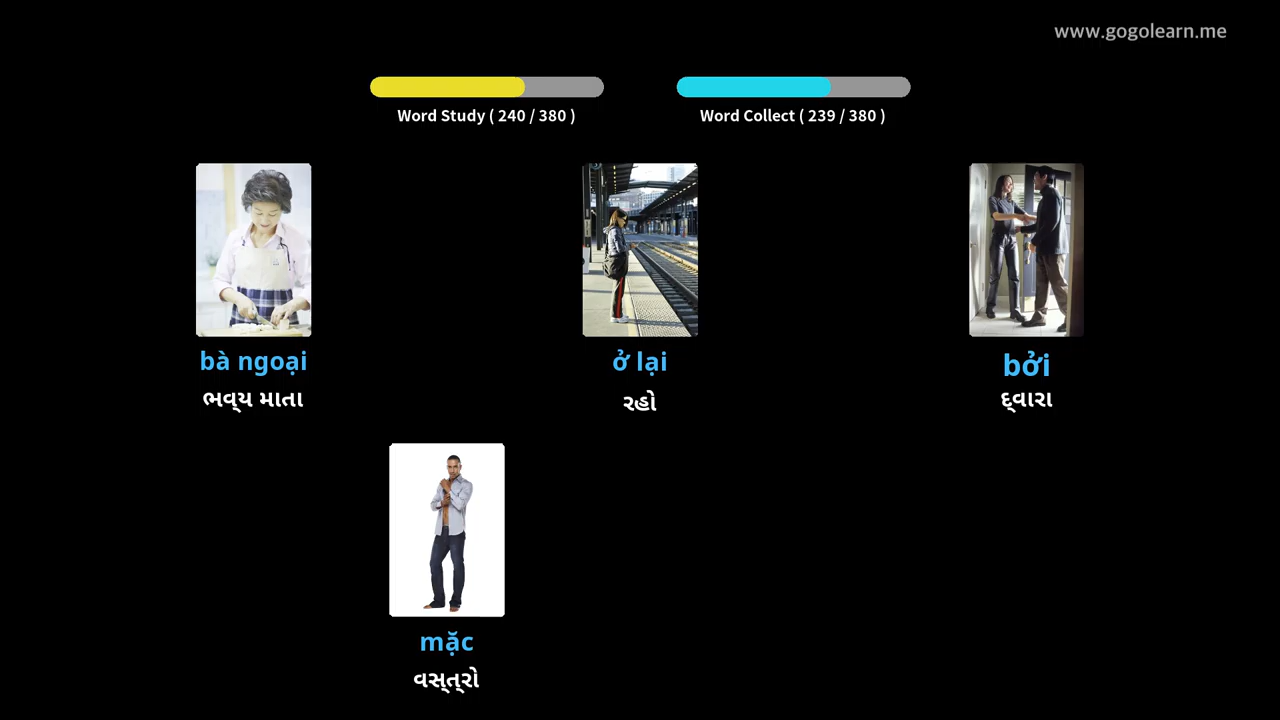 www.gogolearn.me
Word Study ( 240 / 380 )
Word Collect ( 239 / 380 )
bà ngoại
ભવ્ય માતા
ở lại
રહો
bởi
દ્વારા
mặc
વસ્ત્રો